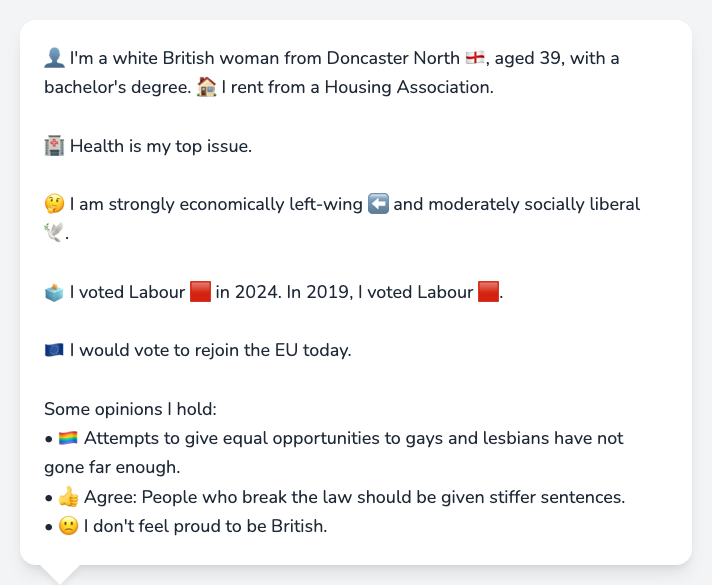 👤 I'm a white British woman from Doncaster North 🏴󠁧󠁢󠁥󠁮󠁧󠁿, aged 39, with a
bachelor's degree. 🏠 I rent from a Housing Association.
🏥 Health is my top issue.
🤔 I am strongly economically left-wing ⬅️ and moderately socially liberal
🕊️.
🗳️ I voted Labour 🟥 in 2024. In 2019, I voted Labour 🟥.
🇪🇺 I would vote to rejoin the EU today.
Some opinions I hold:
• 🏳️‍🌈 Attempts to give equal opportunities to gays and lesbians have not
gone far enough.
• 👍 Agree: People who break the law should be given stiffer sentences.
• 🙁 I don't feel proud to be British.